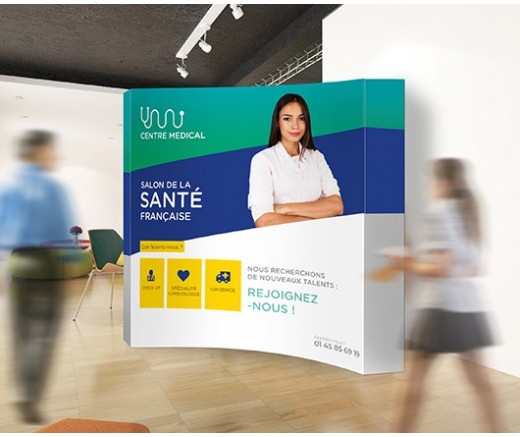 CENTRE MEDICAL
SALON DE LA
SANTÉ
FRANÇAISE
CHECK UP
SPÉCIALITÉ
CARDIOLOGIE
URGENCE
NOUS RECHERCHONS
DE NOUVEAUX TALENTS :
REJOIGNEZ
-NOUS !
01 45 85 69 19